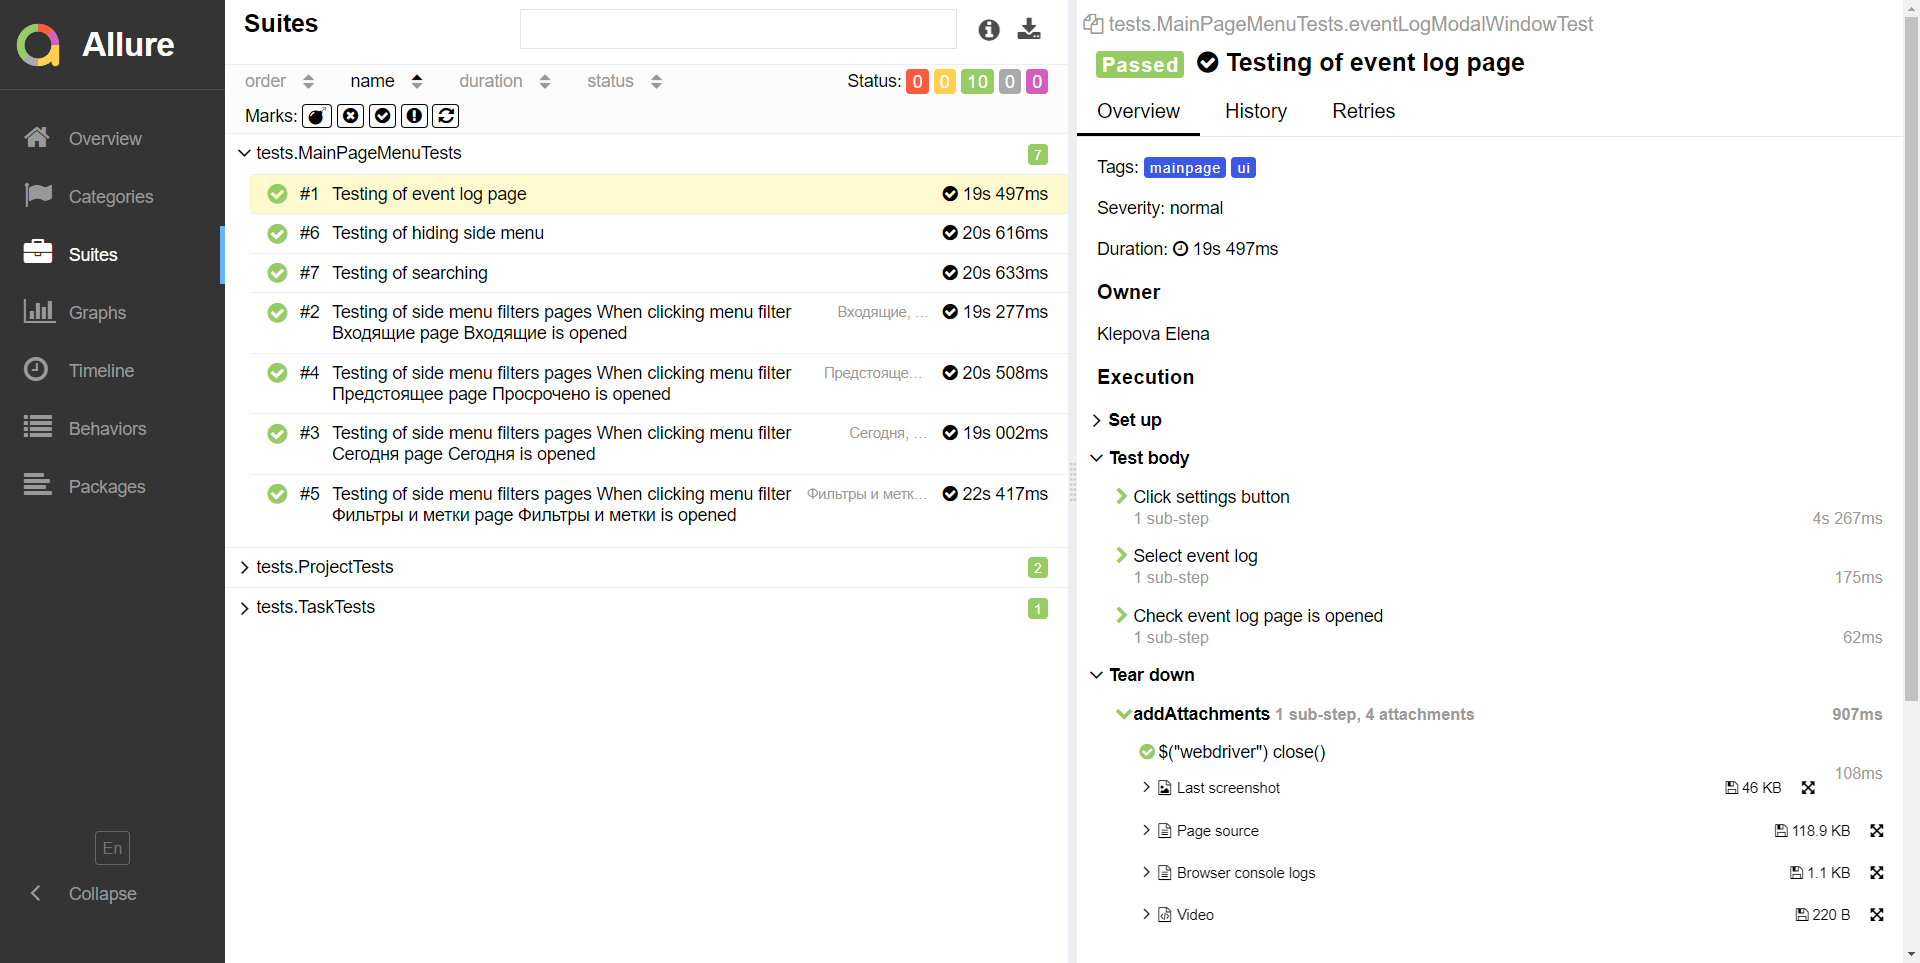 Allure
Overview
Categories
Suites
Graphs
Timeline
Behaviors
Packages
En
Collapse
Suites
order name duration status Status: 0 0 10 0 0
Marks:
tests.MainPageMenuTests 7
#1 Testing of event log page 19s 497ms
#6 Testing of hiding side menu 20s 616ms
#7 Testing of searching 20s 633ms
#2 Testing of side menu filters pages When clicking menu filter Входящие, ... 19s 277ms
Входящие page Входящие is opened
#4 Testing of side menu filters pages When clicking menu filter Предстояще... 20s 508ms
Предстоящее page Просрочено is opened
#3 Testing of side menu filters pages When clicking menu filter Сегодня, ... 19s 002ms
Сегодня page Сегодня is opened
#5 Testing of side menu filters pages When clicking menu filter Фильтры и метк... 22s 417ms
Фильтры и метки page Фильтры и метки is opened
tests.ProjectTests 2
tests.TaskTests 1
tests.MainPageMenuTests.eventLogModalWindowTest
Passed Testing of event log page
Overview History Retries
Tags: mainpage ui
Severity: normal
Duration: 19s 497ms
Owner
Klepova Elena
Execution
Set up
Test body
Click settings button
1 sub-step 4s 267ms
Select event log
1 sub-step 175ms
Check event log page is opened
1 sub-step 62ms
Tear down
addAttachments 1 sub-step, 4 attachments 907ms
$("webdriver") close()
108ms
Last screenshot 46 KB
Page source 118.9 KB
Browser console logs 1.1 KB
Video 220 B